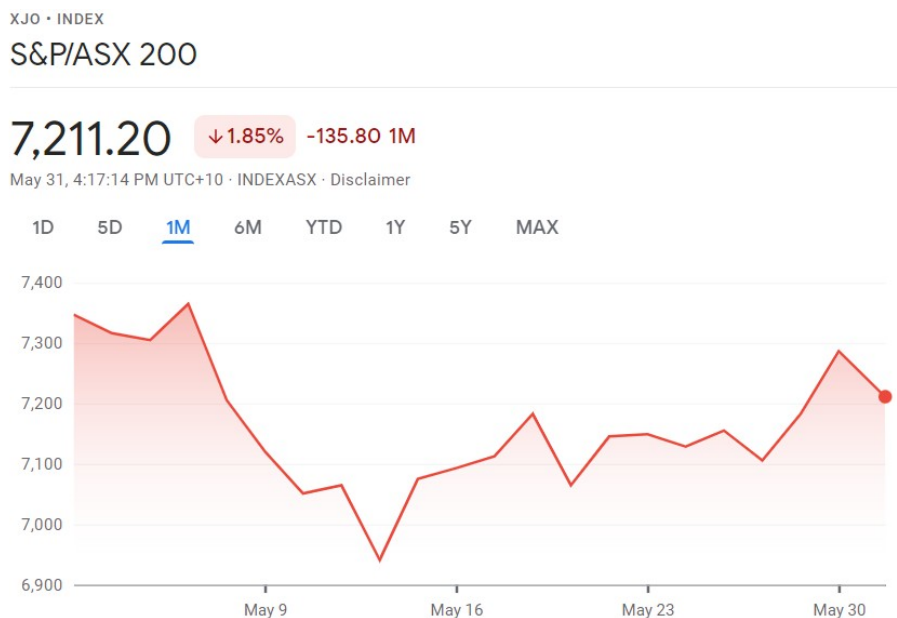 XJO • INDEX
S&P/ASX 200
7,211.20 ↓1.85% -135.80 1M
May 31, 4:17:14 PM UTC+10 · INDEXASX · Disclaimer
1D 5D 1M 6M YTD 1Y 5Y MAX
7,400
7,300
7,200
7,100
7,000
6,900
May 9 May 16 May 23 May 30